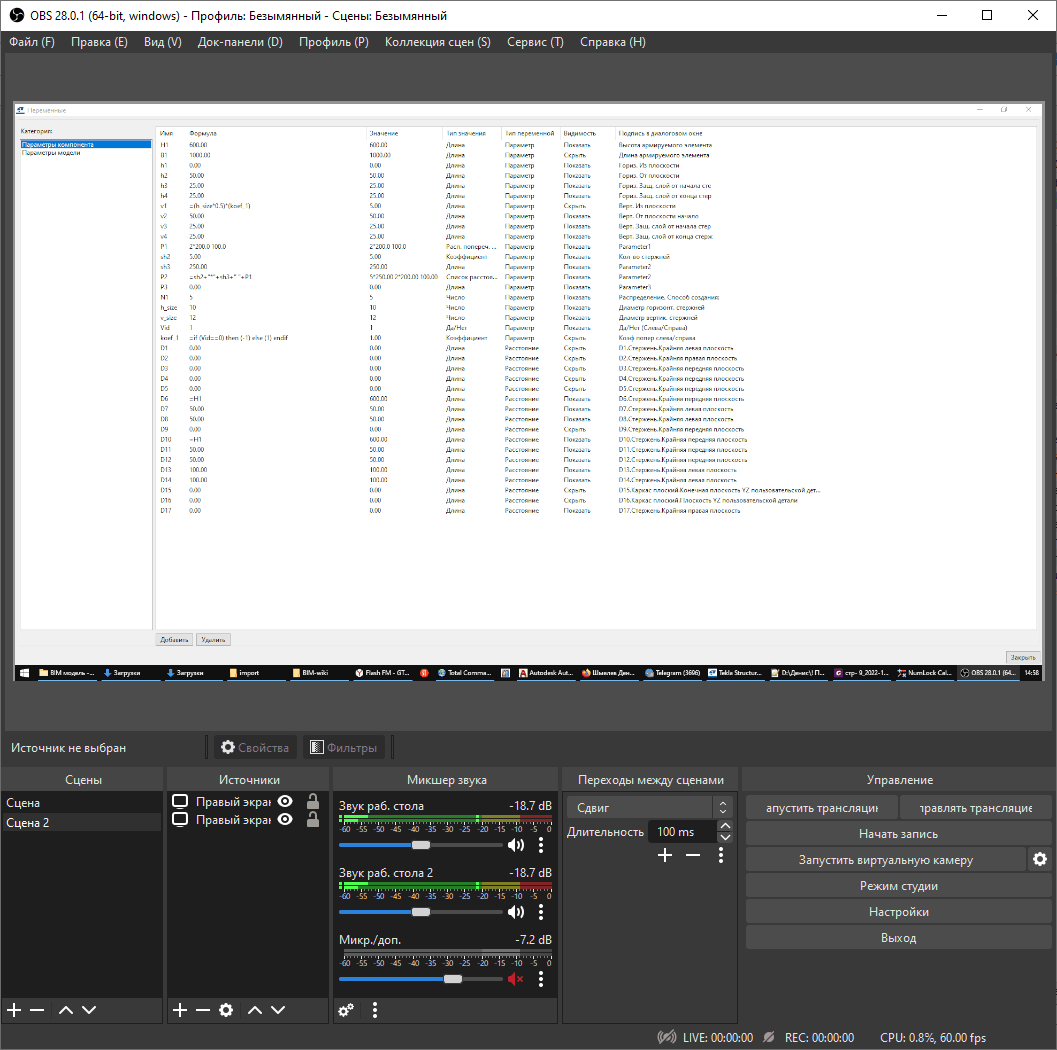 OBS 28.0.1 (64-bit, windows) - Профиль: Безымянный - Сцены: Безымянный
Файл (F) Правка (E) Вид (V) Док-панели (D) Профиль (P) Коллекция сцен (S) Сервис (T) Справка (H)
Переменные
Категория:
Параметры компонента
Параметры модели
Имя Формула Значение Тип значения Тип переменной Видимость Подпись в диалоговом окне
H1 600.00 600.00 Длина Параметр Показать Высота армируемого элемента
B1 1000.00 1000.00 Длина Параметр Скрыть Длина армируемого элемента
h1 0.00 0.00 Длина Параметр Показать Гориз. Из плоскости
h2 50.00 50.00 Длина Параметр Показать Гориз. От плоскости
h3 25.00 25.00 Длина Параметр Показать Гориз. Защ. слой от начала сте
h4 25.00 25.00 Длина Параметр Показать Гориз. Защ. слой от конца стер
v1 =(h_size*0.5)*(koef_1) 5.00 Длина Параметр Скрыть Верт. Из плоскости
v2 50.00 50.00 Длина Параметр Показать Верт. От плоскости начало
v3 25.00 25.00 Длина Параметр Показать Верт. Защ. слой от начала стер
v4 25.00 25.00 Длина Параметр Показать Верт. Защ. слой от конца стерж
P1 2*200.0 100.0 2*200.0 100.0 Расп. попереч. ... Параметр Показать Parameter1
sh2 5.00 5.00 Коэффициент Параметр Показать Кол-во стержней
sh3 250.00 250.00 Длина Параметр Показать Parameter2
P2 =sh2+"*"+sh3+" "+P1 5*250.00 2*200.00 100.00 Список расстоя... Параметр Показать Parameter2
P3 0.00 0.00 Длина Параметр Показать Parameter3
N1 5 5 Число Параметр Показать Распределение. Способ создания
h_size 10 10 Число Параметр Показать Диаметр горизонт. стержней
v_size 12 12 Число Параметр Показать Диаметр вертик. стержней
Vid 1 1 Да/Нет Параметр Показать Да/Нет (Слева/Справа)
koef_1 =if (Vid==0) then (-1) else (1) endif 1.00 Коэффициент Параметр Скрыть Коэф попер слева/справа
D1 0.00 0.00 Длина Расстояние Скрыть D1.Стержень.Крайняя левая плоскость
D2 0.00 0.00 Длина Расстояние Скрыть D2.Стержень.Крайняя правая плоскость
D3 0.00 0.00 Длина Расстояние Скрыть D3.Стержень.Крайняя передняя плоскость
D4 0.00 0.00 Длина Расстояние Скрыть D4.Стержень.Крайняя передняя плоскость
D5 0.00 0.00 Длина Расстояние Скрыть D5.Стержень.Крайняя передняя плоскость
D6 =H1 600.00 Длина Расстояние Показать D6.Стержень.Крайняя передняя плоскость
D7 50.00 50.00 Длина Расстояние Показать D7.Стержень.Крайняя левая плоскость
D8 50.00 50.00 Длина Расстояние Показать D8.Стержень.Крайняя левая плоскость
D9 0.00 0.00 Длина Расстояние Скрыть D9.Стержень.Крайняя передняя плоскость
D10 =H1 600.00 Длина Расстояние Показать D10.Стержень.Крайняя передняя плоскость
D11 50.00 50.00 Длина Расстояние Показать D11.Стержень.Крайняя передняя плоскость
D12 50.00 50.00 Длина Расстояние Показать D12.Стержень.Крайняя передняя плоскость
D13 100.00 100.00 Длина Расстояние Показать D13.Стержень.Крайняя левая плоскость
D14 100.00 100.00 Длина Расстояние Показать D14.Стержень.Крайняя левая плоскость
D15 0.00 0.00 Длина Расстояние Скрыть D15.Каркас плоский.Конечная плоскость YZ пользовательской дет...
D16 0.00 0.00 Длина Расстояние Скрыть D16.Каркас плоский.Плоскость YZ пользовательской детали
D17 0.00 0.00 Длина Расстояние Показать D17.Стержень.Крайняя правая плоскость
Добавить Удалить
Закрыть
BIM модель -... Загрузки Загрузки import BIM-wiki Flash FM - GT... Total Comma... Autodesk Aut... Шмелев Ден... Telegram (3696) Tekla Structur... D:\Денис\! П... стр- 9_2022-1... NumLock Cal... OBS 28.0.1 (64... 14:58
Источник не выбран Свойства Фильтры
Сцены Источники Микшер звука Переходы между сценами Управление
Сцена
Сцена 2
Правый экран
Правый экран
Звук раб. стола -18.7 dB
-60 -55 -50 -45 -40 -35 -30 -25 -20 -15 -10 -5 0
Звук раб. стола 2 -18.7 dB
-60 -55 -50 -45 -40 -35 -30 -25 -20 -15 -10 -5 0
Микр./доп. -7.2 dB
-60 -55 -50 -45 -40 -35 -30 -25 -20 -15 -10 -5 0
Сдвиг
Длительность 100 ms
апустить трансляцин правлять трансляцие
Начать запись
Запустить виртуальную камеру
Режим студии
Настройки
Выход
LIVE: 00:00:00 REC: 00:00:00 CPU: 0.8%, 60.00 fps